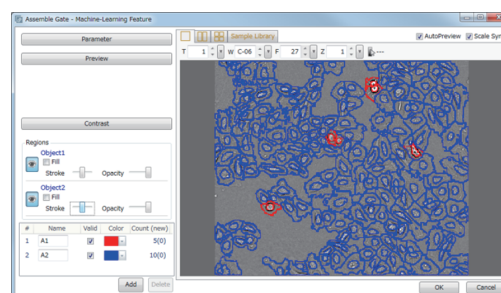 Assemble Gate - Machine-Learning Feature
Parameter
Preview
Contrast
Regions
Object1
Fill
Stroke Opacity
Object2
Fill
Stroke Opacity
# Name Valid Color Count (new)
1 A1 5(0)
2 A2 10(0)
Add Delete
Sample Library
AutoPreview Scale Syn
T 1 W C-06 F 27 Z 1 ---
OK Cancel